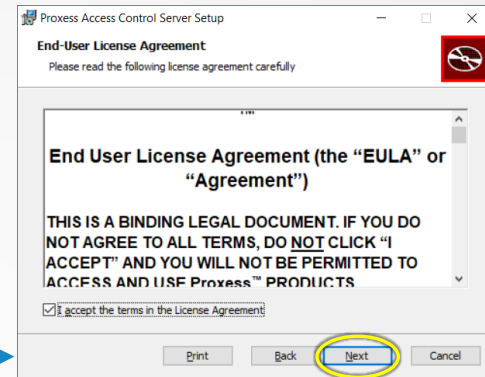 Proxess Access Control Server Setup
End-User License Agreement
Please read the following license agreement carefully
End User License Agreement (the “EULA” or
“Agreement”)
THIS IS A BINDING LEGAL DOCUMENT. IF YOU DO
NOT AGREE TO ALL TERMS, DO NOT CLICK “I
ACCEPT” AND YOU WILL NOT BE PERMITTED TO
ACCESS AND USE Proxess™ PRODUCTS
I accept the terms in the License Agreement
Print Back Next Cancel